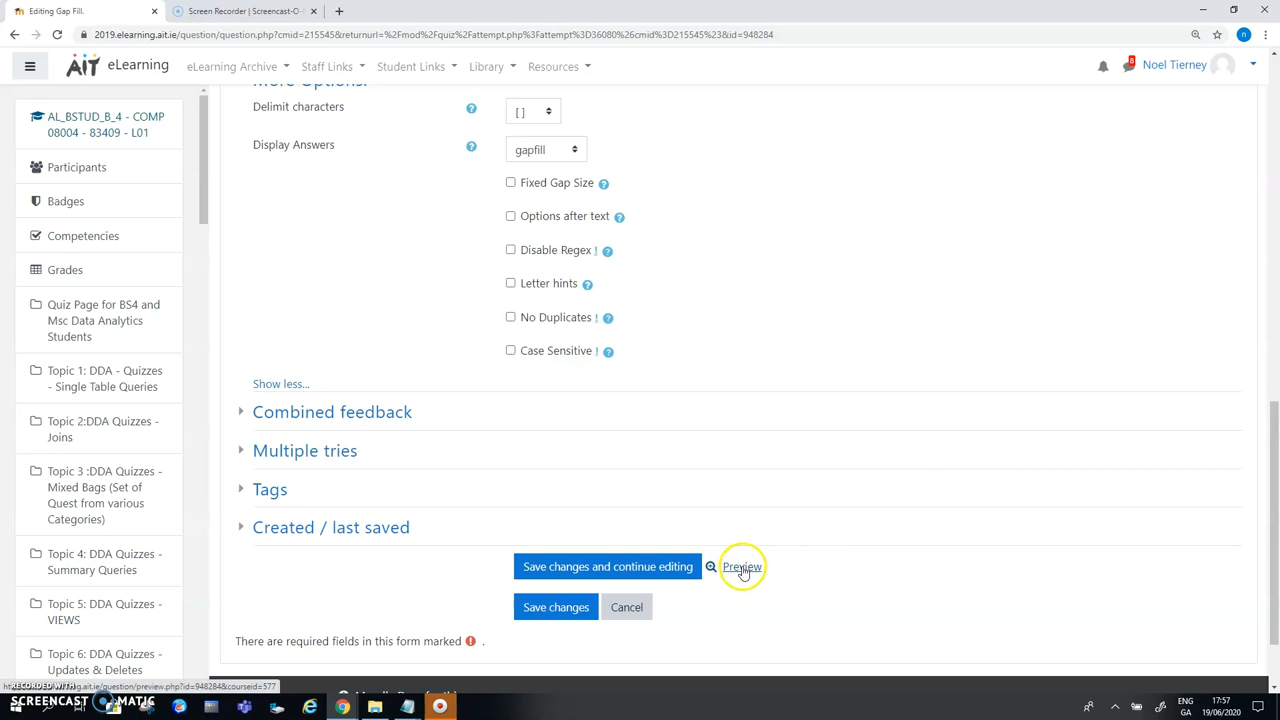 Editing Gap Fill.
Screen Recorder | Screencast-O-
2019.elearning.ait.ie/question/question.php?cmid=215545&returnurl=%2Fmod%2Fquiz%2Fattempt.php%3Fattempt%3D36080%26cmid%3D215545%23&id=948284
n
AIT eLearning
eLearning Archive
Staff Links
Student Links
Library
Resources
8
Noel Tierney
AL_BSTUD_B_4 - COMP
08004 - 83409 - L01
Participants
Badges
Competencies
Grades
Quiz Page for BS4 and
Msc Data Analytics
Students
Topic 1: DDA - Quizzes
- Single Table Queries
Topic 2:DDA Quizzes -
Joins
Topic 3 :DDA Quizzes -
Mixed Bags (Set of
Quest from various
Categories)
Topic 4: DDA Quizzes -
Summary Queries
Topic 5: DDA Quizzes -
VIEWS
Topic 6: DDA Quizzes -
Updates & Deletes
More Options.
Delimit characters
[ ]
Display Answers
gapfill
Fixed Gap Size
Options after text
Disable Regex !
Letter hints
No Duplicates !
Case Sensitive !
Show less...
Combined feedback
Multiple tries
Tags
Created / last saved
Save changes and continue editing
Preview
Save changes
Cancel
There are required fields in this form marked .
RECORDED WITH
SCREENCAST MATIC
ENG
GA
17:57
19/06/2020